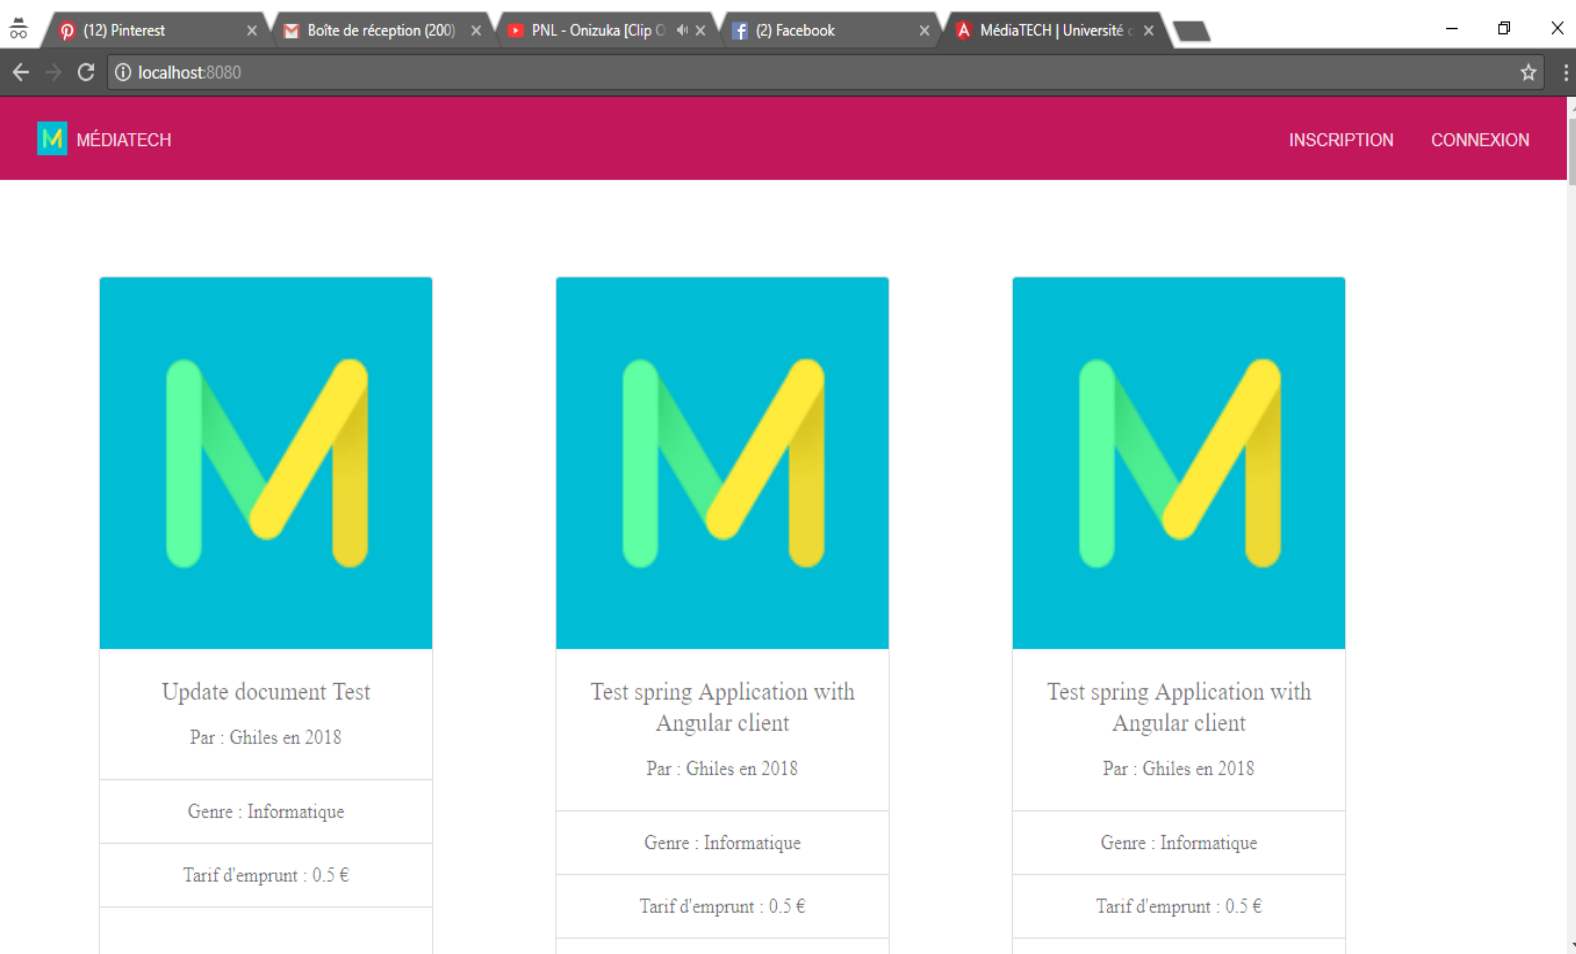 (12) Pinterest
Boîte de réception (200)
PNL - Onizuka [Clip O
(2) Facebook
MédiaTECH | Université
localhost:8080
MÉDIATECH
INSCRIPTION
CONNEXION
Update document Test
Par : Ghiles en 2018
Genre : Informatique
Tarif d'emprunt : 0.5 €
Test spring Application with
Angular client
Par : Ghiles en 2018
Genre : Informatique
Tarif d'emprunt : 0.5 €
Test spring Application with
Angular client
Par : Ghiles en 2018
Genre : Informatique
Tarif d'emprunt : 0.5 €